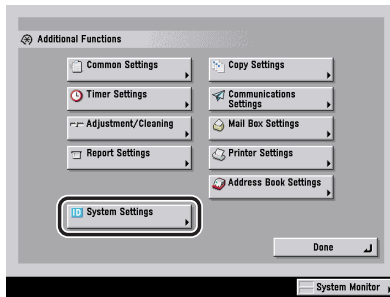 Additional Functions
Common Settings
Copy Settings
Timer Settings
Communications
Settings
Adjustment/Cleaning
Mail Box Settings
Report Settings
Printer Settings
Address Book Settings
ID System Settings
Done
System Monitor